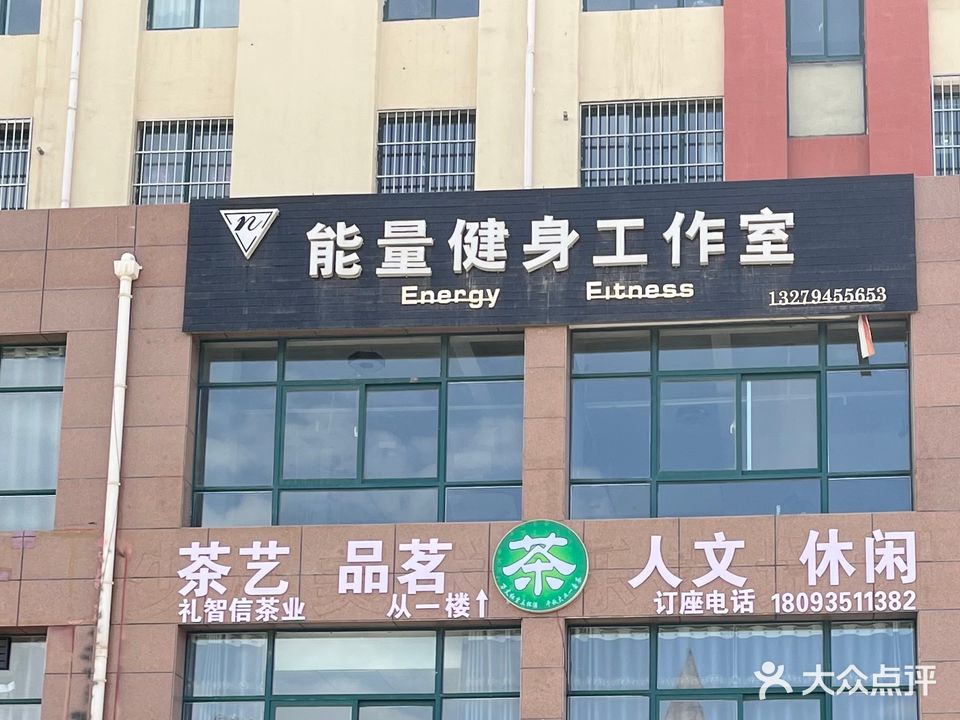 n
能量健身工作室
Energy Fitness
13279455653
茶艺 品茗 茶 人文 休闲
礼智信茶业 从一楼↑ 订座电话 18093511382
大众点评